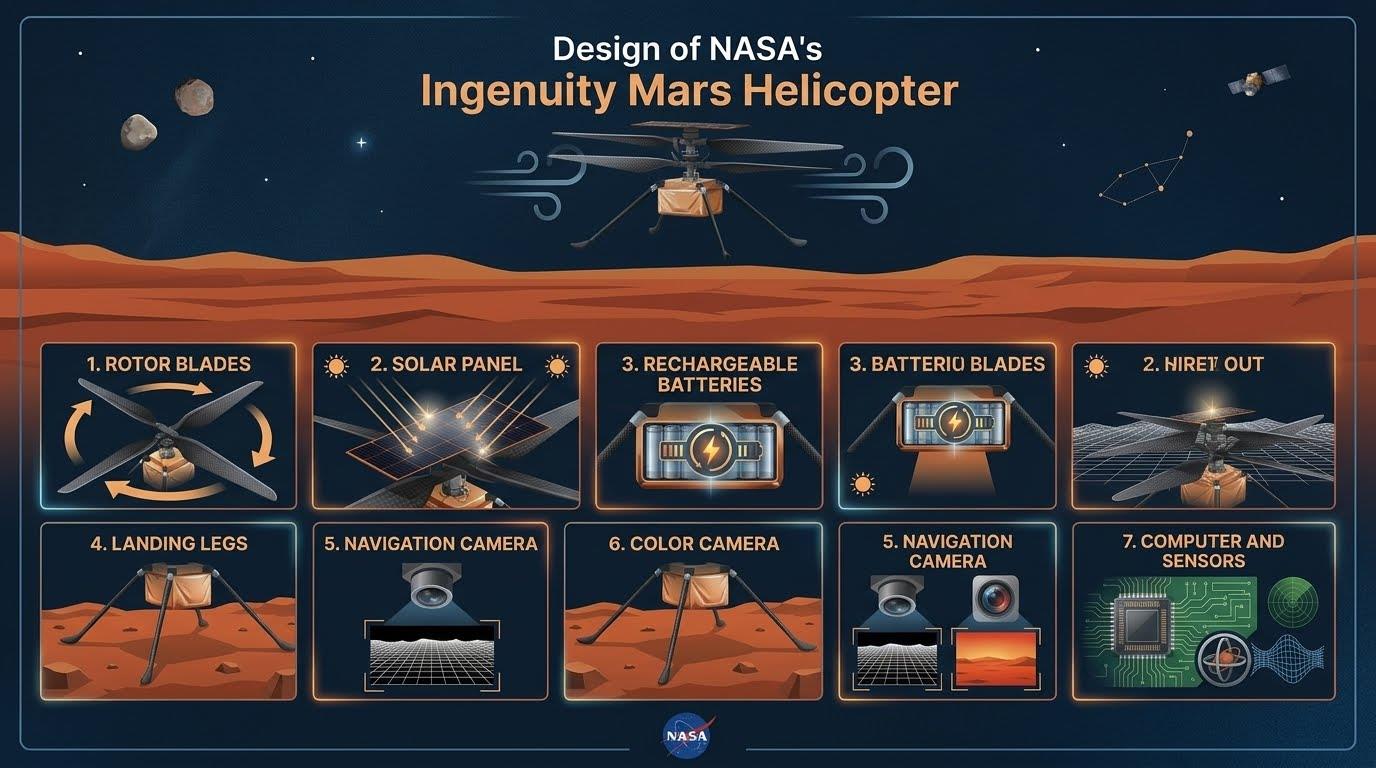 Design of NASA's
Ingenuity Mars Helicopter
1. ROTOR BLADES
2. SOLAR PANEL
3. RECHARGEABLE
BATTERIES
3. BLADES
2. OUT
4. LANDING LEGS
5. NAVIGATION CAMERA
6. COLOR CAMERA
5. NAVIGATION
CAMERA
7. COMPUTER AND
SENSORS
NASA